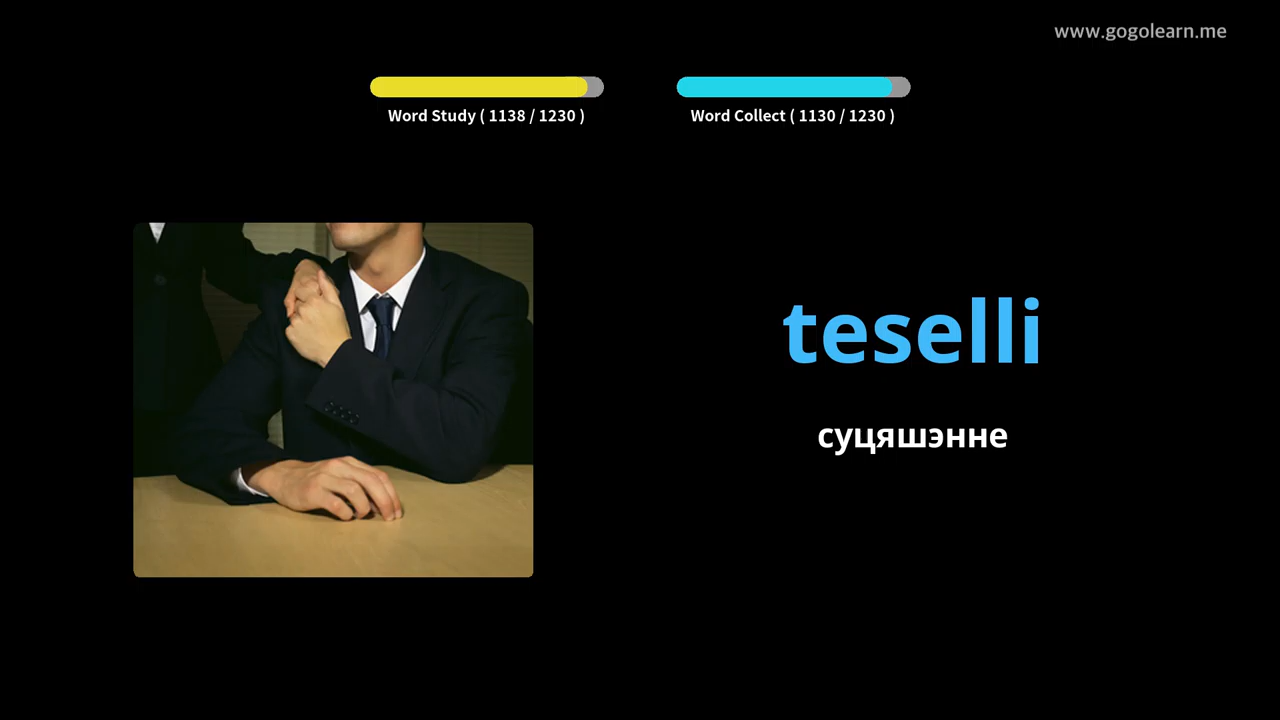 www.gogolearn.me
Word Study ( 1138 / 1230 )
Word Collect ( 1130 / 1230 )
teselli
суцяшэнне